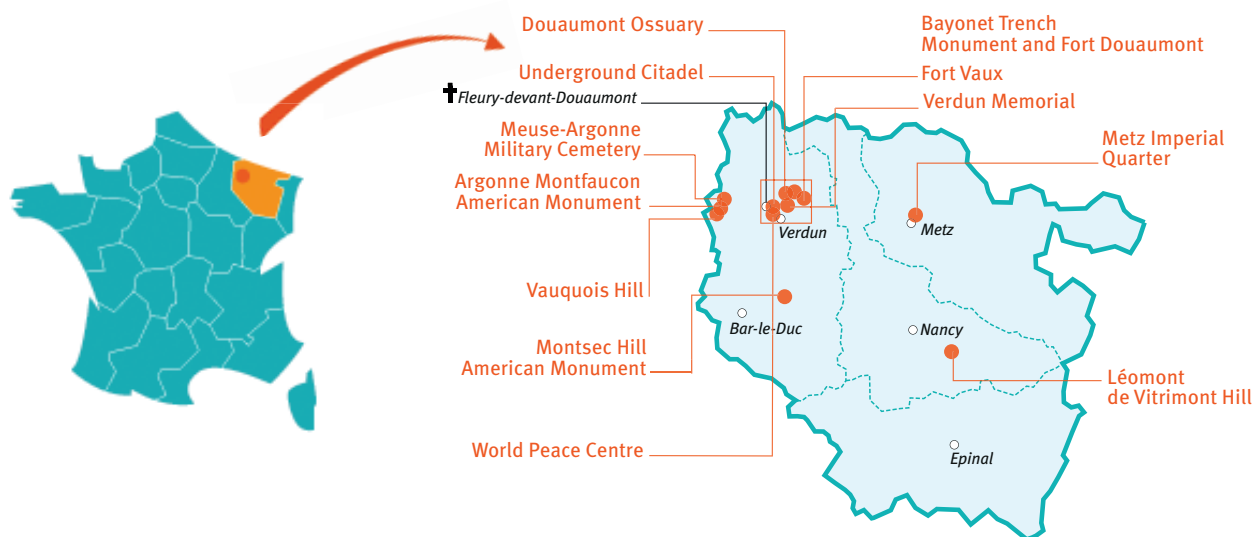 Douaumont Ossuary
Bayonet Trench
Monument and Fort Douaumont
Underground Citadel
Fort Vaux
Fleury-devant-Douaumont
Verdun Memorial
Meuse-Argonne
Military Cemetery
Metz Imperial
Quarter
Argonne Montfaucon
American Monument
Verdun
Metz
Vauquois Hill
Bar-le-Duc
Nancy
Montsec Hill
American Monument
Léomont
de Vitrimont Hill
World Peace Centre
Epinal